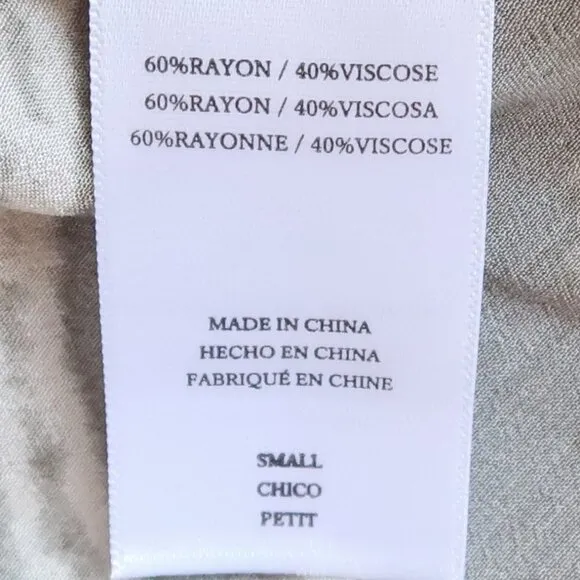 60%RAYON / 40%VISCOSE
60%RAYON / 40%VISCOSA
60%RAYONNE / 40%VISCOSE
MADE IN CHINA
HECHO EN CHINA
FABRIQUÉ EN CHINE
SMALL
CHICO
PETIT